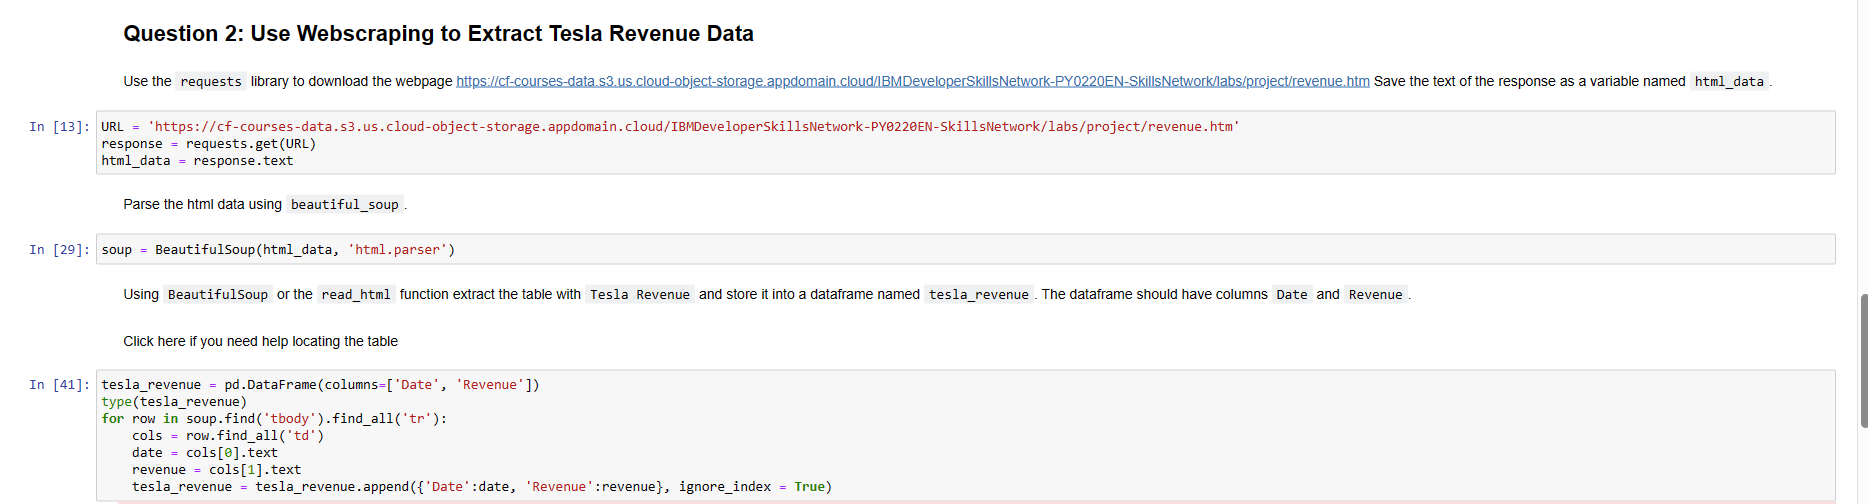 Question 2: Use Webscraping to Extract Tesla Revenue Data
Use the requests library to download the webpage https://cf-courses-data.s3.us.cloud-object-storage.appdomain.cloud/IBMDeveloperSkillsNetwork-PY0220EN-SkillsNetwork/labs/project/revenue.htm Save the text of the response as a variable named html_data .
In [13]: URL = 'https://cf-courses-data.s3.us.cloud-object-storage.appdomain.cloud/IBMDeveloperSkillsNetwork-PY0220EN-SkillsNetwork/labs/project/revenue.htm'
response = requests.get(URL)
html_data = response.text
Parse the html data using beautiful_soup .
In [29]: soup = BeautifulSoup(html_data, 'html.parser')
Using BeautifulSoup or the read_html function extract the table with Tesla Revenue and store it into a dataframe named tesla_revenue . The dataframe should have columns Date and Revenue .
Click here if you need help locating the table
In [41]: tesla_revenue = pd.DataFrame(columns=['Date', 'Revenue'])
type(tesla_revenue)
for row in soup.find('tbody').find_all('tr'):
    cols = row.find_all('td')
    date = cols[0].text
    revenue = cols[1].text
    tesla_revenue = tesla_revenue.append({'Date':date, 'Revenue':revenue}, ignore_index = True)